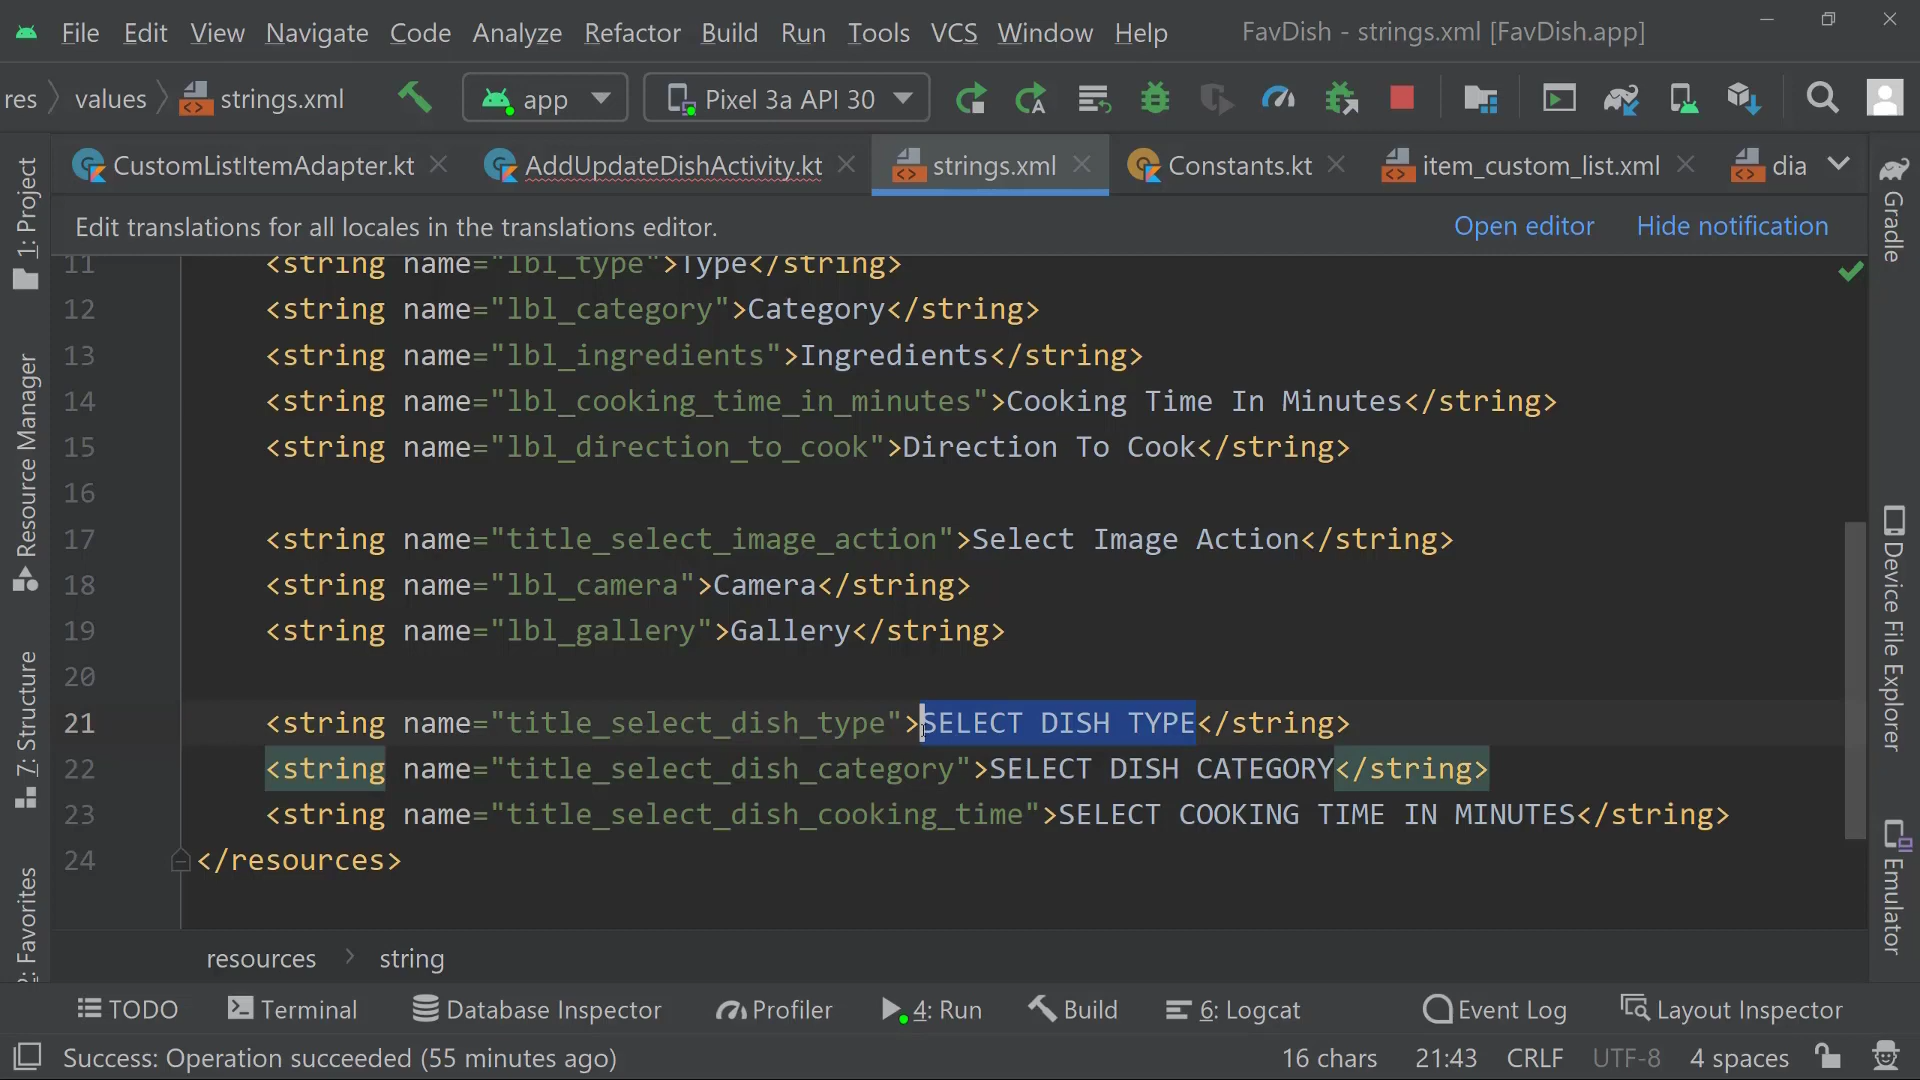 File Edit View Navigate Code Analyze Refactor Build Run Tools VCS Window Help FavDish - strings.xml [FavDish.app]
res values strings.xml app Pixel 3a API 30
CustomListItemAdapter.kt AddUpdateDishActivity.kt strings.xml Constants.kt item_custom_list.xml dia
Edit translations for all locales in the translations editor. Open editor Hide notification
11 <string name="lbl_type">Type</string>
12 <string name="lbl_category">Category</string>
13 <string name="lbl_ingredients">Ingredients</string>
14 <string name="lbl_cooking_time_in_minutes">Cooking Time In Minutes</string>
15 <string name="lbl_direction_to_cook">Direction To Cook</string>
16
17 <string name="title_select_image_action">Select Image Action</string>
18 <string name="lbl_camera">Camera</string>
19 <string name="lbl_gallery">Gallery</string>
20
21 <string name="title_select_dish_type">SELECT DISH TYPE</string>
22 <string name="title_select_dish_category">SELECT DISH CATEGORY</string>
23 <string name="title_select_dish_cooking_time">SELECT COOKING TIME IN MINUTES</string>
24 </resources>
resources string
1: Project
Resource Manager
7: Structure
2: Favorites
Gradle
Device File Explorer
Emulator
TODO Terminal Database Inspector Profiler 4: Run Build 6: Logcat Event Log Layout Inspector
Success: Operation succeeded (55 minutes ago) 16 chars 21:43 CRLF UTF-8 4 spaces